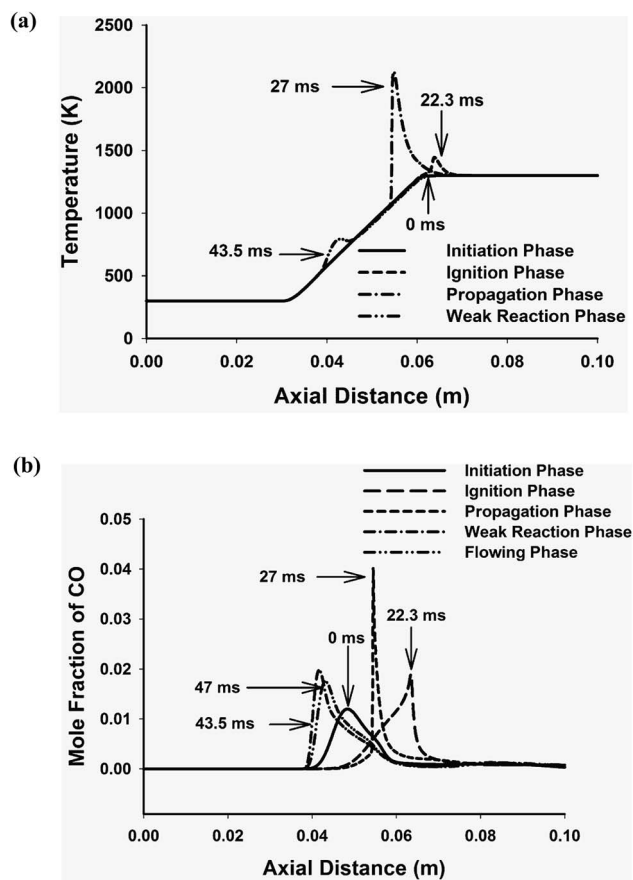 (a)
2500
2000
1500
1000
500
0
Temperature (K)
27 ms
22.3 ms
0 ms
43.5 ms
Initiation Phase
Ignition Phase
Propagation Phase
Weak Reaction Phase
0.00 0.02 0.04 0.06 0.08 0.10
Axial Distance (m)
(b)
Initiation Phase
Ignition Phase
Propagation Phase
Weak Reaction Phase
Flowing Phase
0.05
0.04
0.03
0.02
0.01
0.00
Mole Fraction of CO
27 ms
22.3 ms
0 ms
47 ms
43.5 ms
0.00 0.02 0.04 0.06 0.08 0.10
Axial Distance (m)